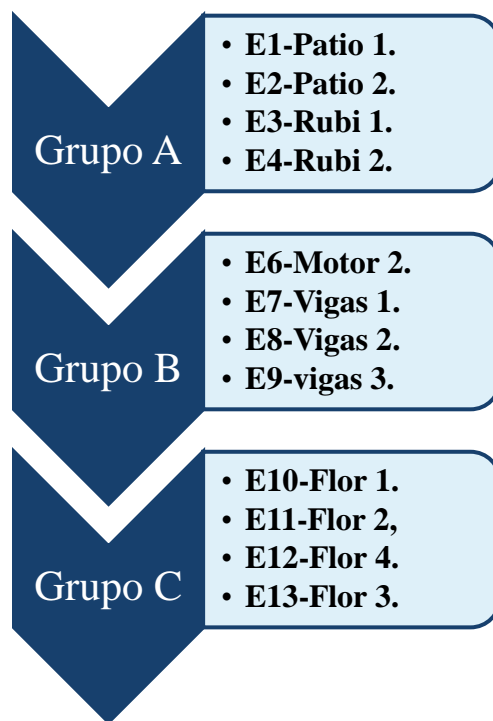 Grupo A
• E1-Patio 1.
• E2-Patio 2.
• E3-Rubi 1.
• E4-Rubi 2.
Grupo B
• E6-Motor 2.
• E7-Vigas 1.
• E8-Vigas 2.
• E9-vigas 3.
Grupo C
• E10-Flor 1.
• E11-Flor 2,
• E12-Flor 4.
• E13-Flor 3.